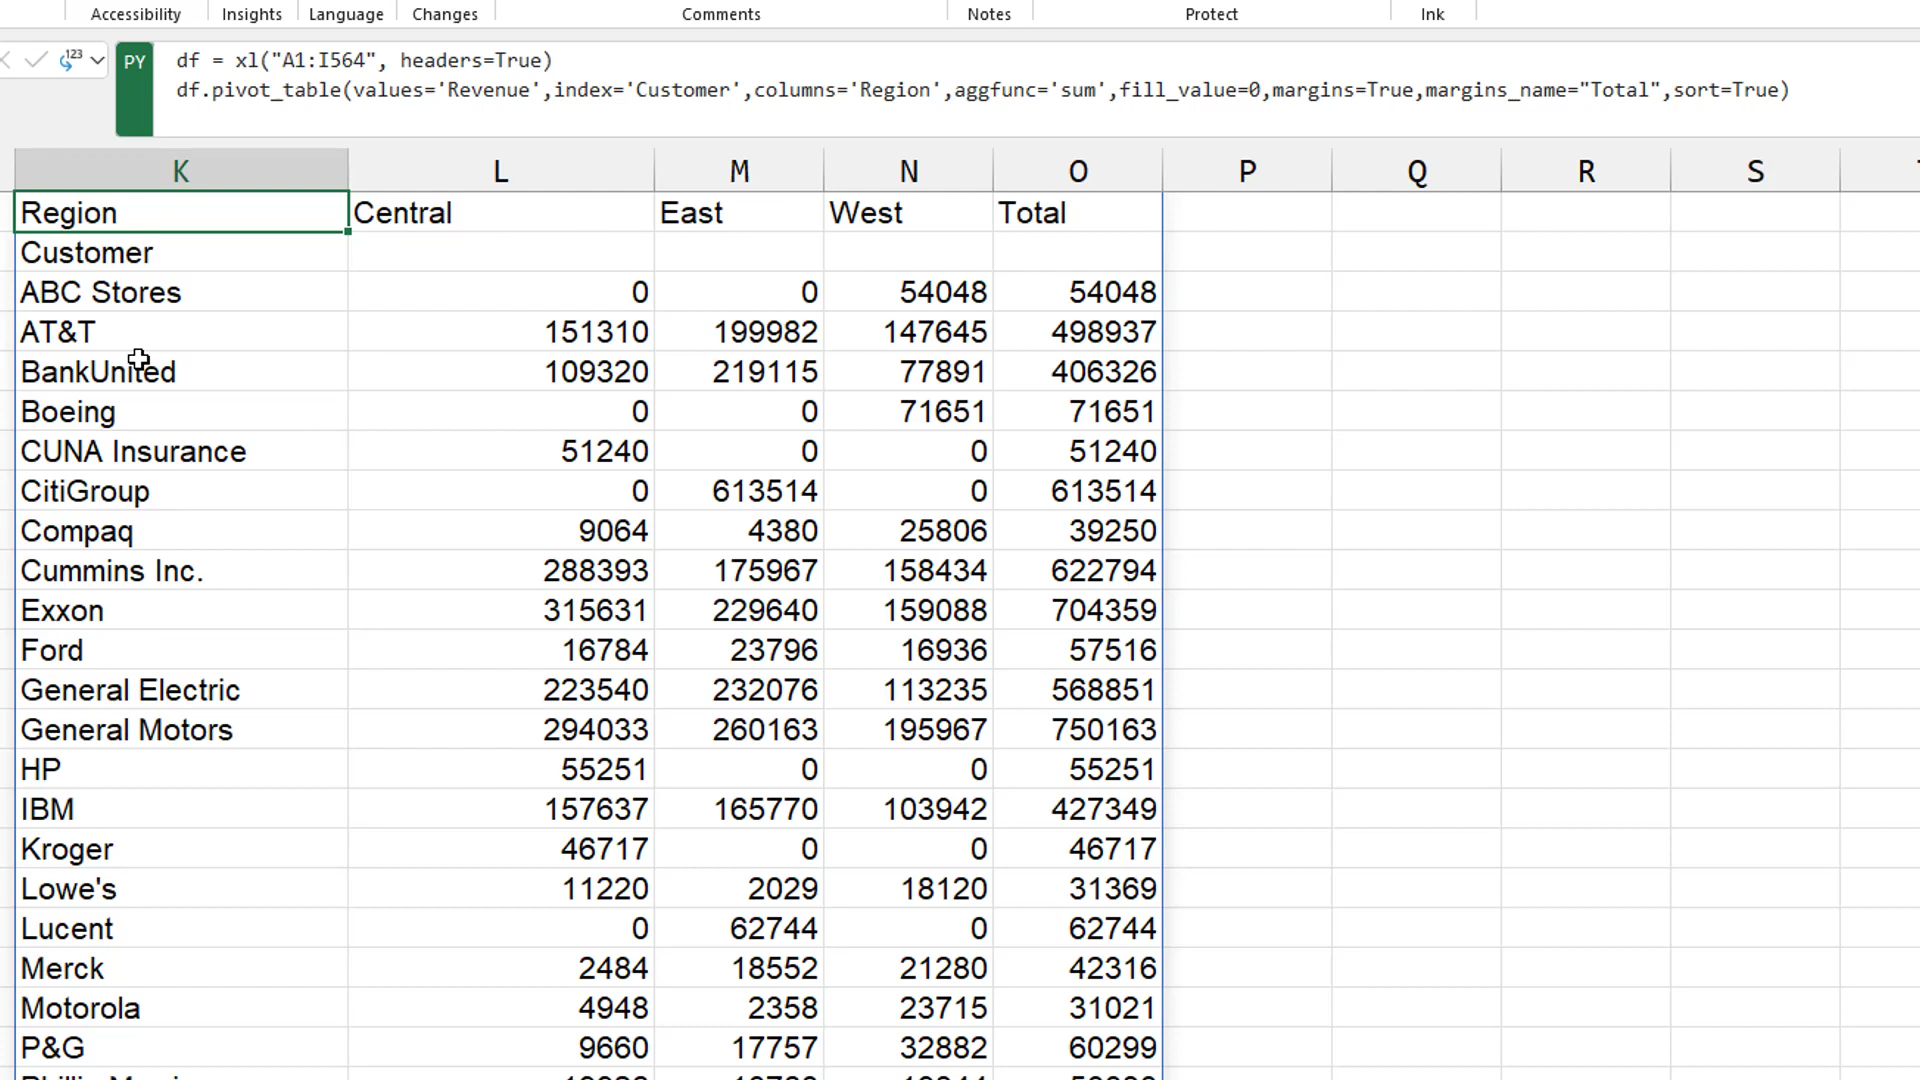 Accessibility Insights Language Changes Comments Notes Protect Ink
123 PY df = xl("A1:I564", headers=True)
df.pivot_table(values='Revenue',index='Customer',columns='Region',aggfunc='sum',fill_value=0,margins=True,margins_name="Total",sort=True)
K L M N O P Q R S
Region Central East West Total
Customer
ABC Stores 0 0 54048 54048
AT&T 151310 199982 147645 498937
BankUnited 109320 219115 77891 406326
Boeing 0 0 71651 71651
CUNA Insurance 51240 0 0 51240
CitiGroup 0 613514 0 613514
Compaq 9064 4380 25806 39250
Cummins Inc. 288393 175967 158434 622794
Exxon 315631 229640 159088 704359
Ford 16784 23796 16936 57516
General Electric 223540 232076 113235 568851
General Motors 294033 260163 195967 750163
HP 55251 0 0 55251
IBM 157637 165770 103942 427349
Kroger 46717 0 0 46717
Lowe's 11220 2029 18120 31369
Lucent 0 62744 0 62744
Merck 2484 18552 21280 42316
Motorola 4948 2358 23715 31021
P&G 9660 17757 32882 60299